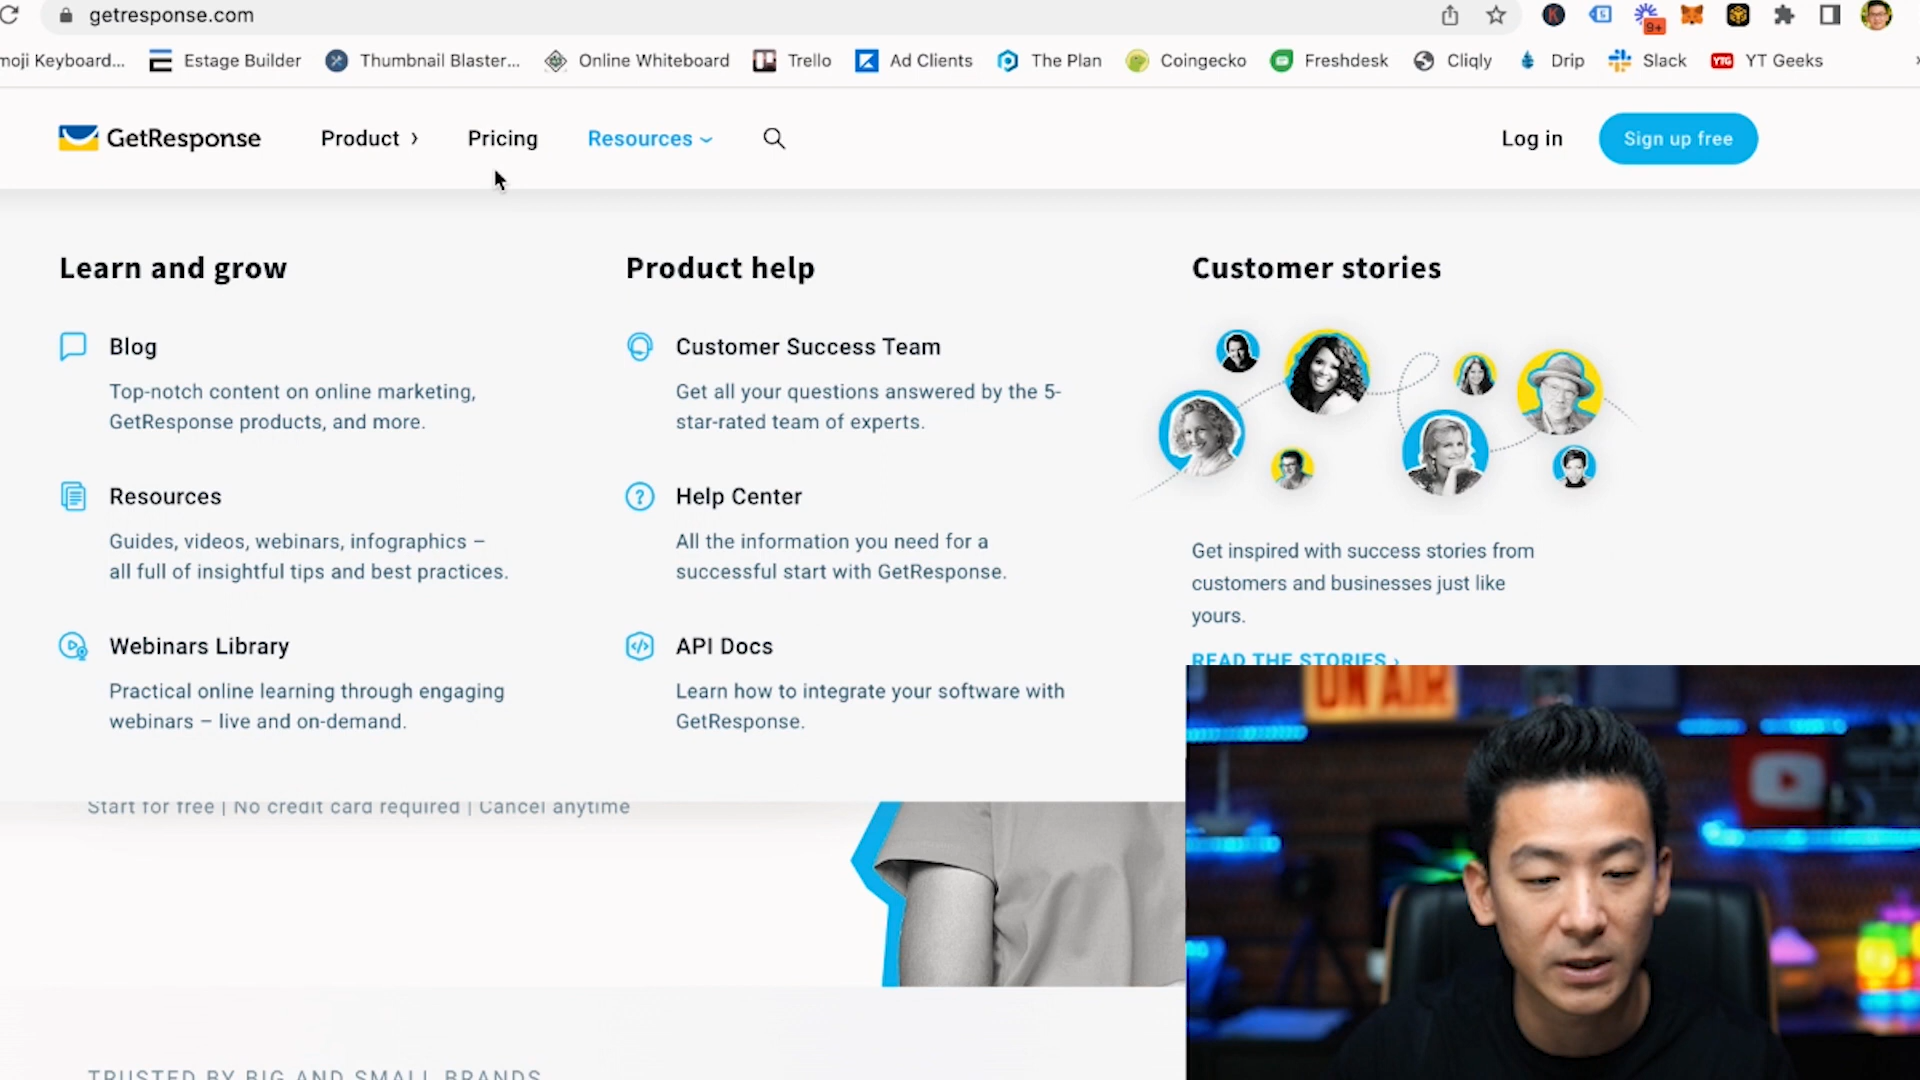 getresponse.com
moji Keyboard... Estage Builder Thumbnail Blaster... Online Whiteboard Trello Ad Clients The Plan Coingecko Freshdesk Cliqly Drip Slack YTG YT Geeks
9+
GetResponse Product Pricing Resources Log in Sign up free
Learn and grow
Blog
Top-notch content on online marketing,
GetResponse products, and more.
Resources
Guides, videos, webinars, infographics –
all full of insightful tips and best practices.
Webinars Library
Practical online learning through engaging
webinars – live and on-demand.
Product help
Customer Success Team
Get all your questions answered by the 5-
star-rated team of experts.
Help Center
All the information you need for a
successful start with GetResponse.
API Docs
Learn how to integrate your software with
GetResponse.
Customer stories
Get inspired with success stories from
customers and businesses just like
yours.
READ THE STORIES ›
Start for free | No credit card required | Cancel anytime
TRUSTED BY BIG AND SMALL BRANDS
ON AIR